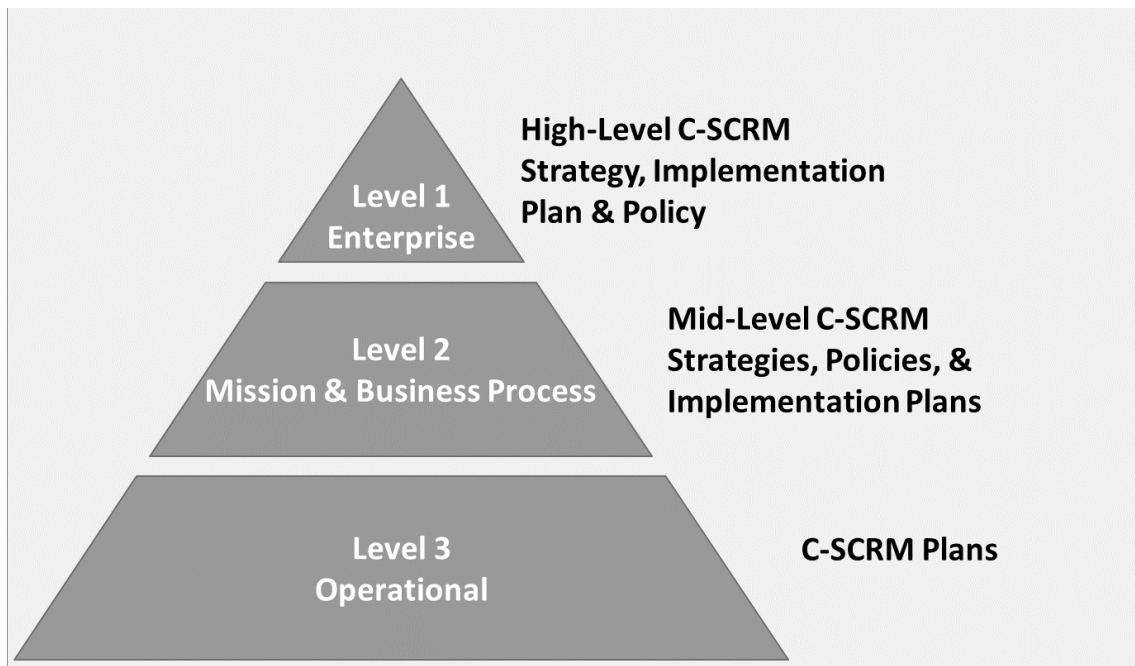 Level 1
Enterprise
High-Level C-SCRM
Strategy, Implementation
Plan & Policy
Level 2
Mission & Business Process
Mid-Level C-SCRM
Strategies, Policies, &
Implementation Plans
Level 3
Operational
C-SCRM Plans